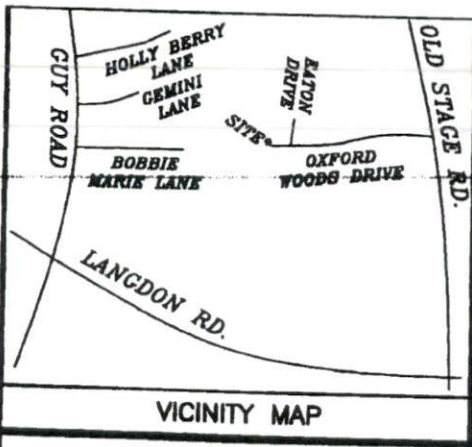 HOLLY BERRY
LANE
GEMINI
LANE
GUY ROAD
BOBBIE
MARIE LANE
EATON
DRIVE
SITE
OXFORD
WOODS DRIVE
OLD STAGE RD.
LANGDON RD.
VICINITY MAP